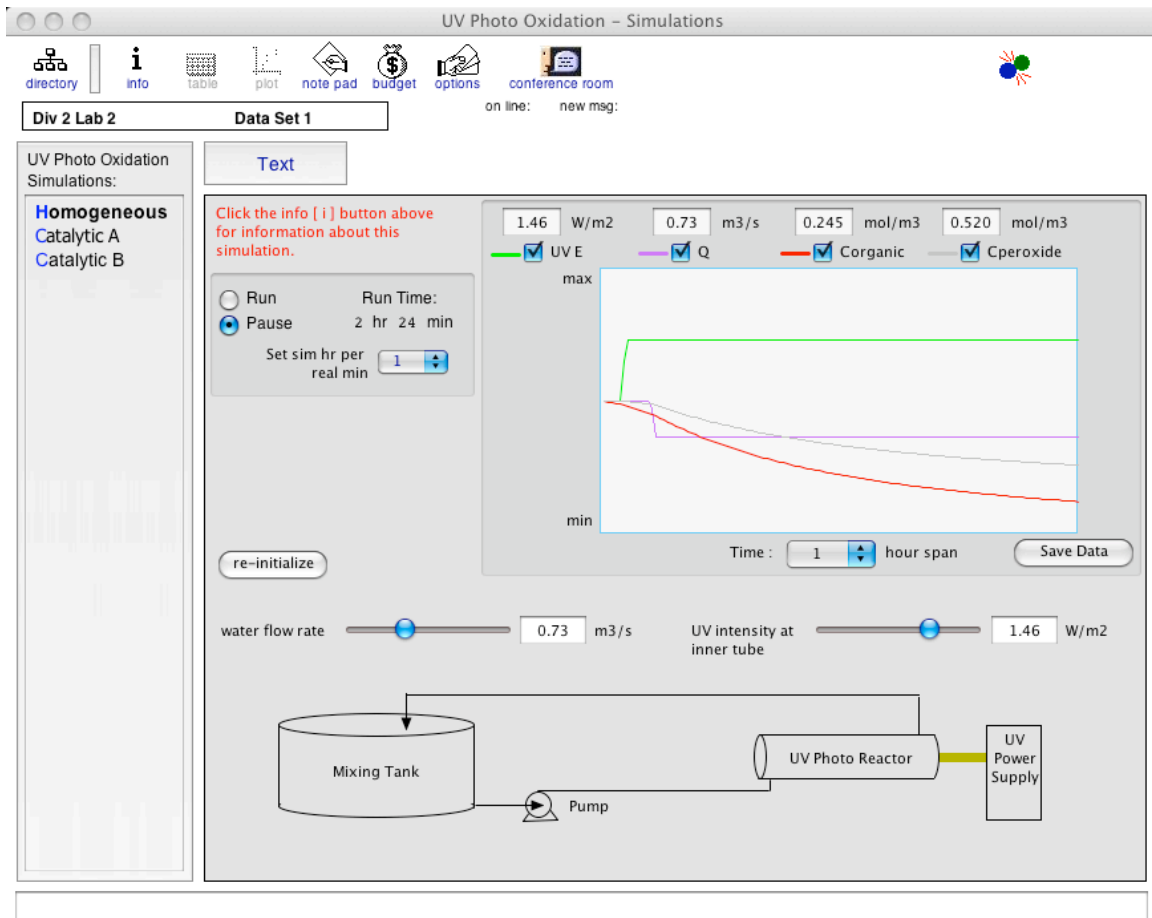 UV Photo Oxidation – Simulations
directory
i
info
table
plot
note pad
$
budget
options
conference room
on line: new msg:
Div 2 Lab 2 Data Set 1
UV Photo Oxidation
Simulations:
Homogeneous
Catalytic A
Catalytic B
Text
Click the info [ i ] button above
for information about this
simulation.
Run
Pause
Run Time:
2 hr 24 min
Set sim hr per
real min
1
re-initialize
1.46 W/m2 0.73 m3/s 0.245 mol/m3 0.520 mol/m3
UV E Q Corganic Cperoxide
max
min
Time : 1 hour span Save Data
water flow rate 0.73 m3/s
UV intensity at
inner tube
1.46 W/m2
Mixing Tank
Pump
UV Photo Reactor
UV
Power
Supply